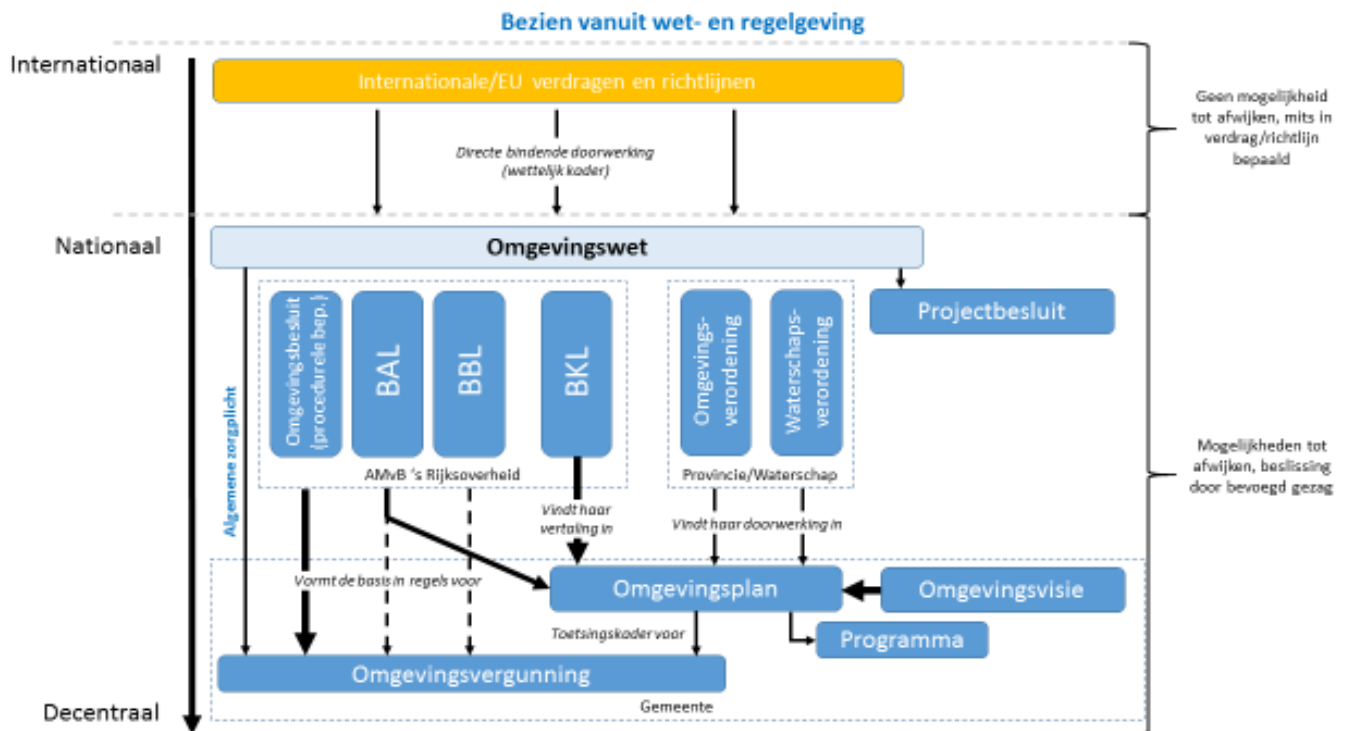 Bezien vanuit wet- en regelgeving
Internationaal
Internationale/EU verdragen en richtlijnen
Geen mogelijkheid
tot afwijken, mits in
verdrag/richtlijn
bepaald
Directe bindende doorwerking
(wettelijk kader)
Nationaal
Omgevingswet
Projectbesluit
Omgevingsbesluit
(procedurele bep.)
BAL
BBL
BKL
Omgevings-
verordening
Waterschaps-
verordening
Algemene zorgplicht
AMvB 's Rijksoverheid
Provincie/Waterschap
Mogelijkheden tot
afwijken, beslissing
door bevoegd gezag
Vindt haar
vertaling in
Vindt haar doorwerking in
Vormt de basis in regels voor
Omgevingsplan
Omgevingsvisie
Toetsingskader voor
Programma
Omgevingsvergunning
Gemeente
Decentraal